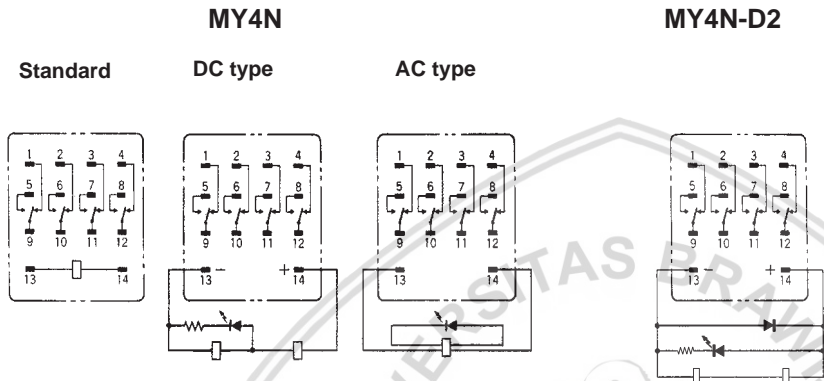 MY4N MY4N-D2
Standard DC type AC type
1 2 3 4 1 2 3 4 1 2 3 4 1 2 3 4
5 6 7 8 5 6 7 8 5 6 7 8 5 6 7 8
9 10 11 12 9 10 11 12 9 10 11 12 9 10 11 12
- + - +
13 14 13 14 13 14 13 14
ERSITAS BRAW